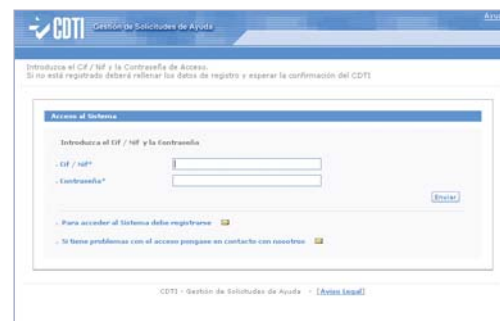 CDTI Gestión de Solicitudes de Ayuda
Ayu
Introduzca el Cif / Nif y la Contraseña de Acceso.
Si no está registrado deberá rellenar los datos de registro y esperar la confirmación del CDTI
Acceso al Sistema
Introduzca el Cif / Nif y la Contraseña
Cif / Nif*
Contraseña*
Enviar
Para acceder al Sistema debe registrarse
Si tiene problemas con el acceso pongase en contacto con nosotros
CDTI - Gestión de Solicitudes de Ayuda - [Aviso Legal]